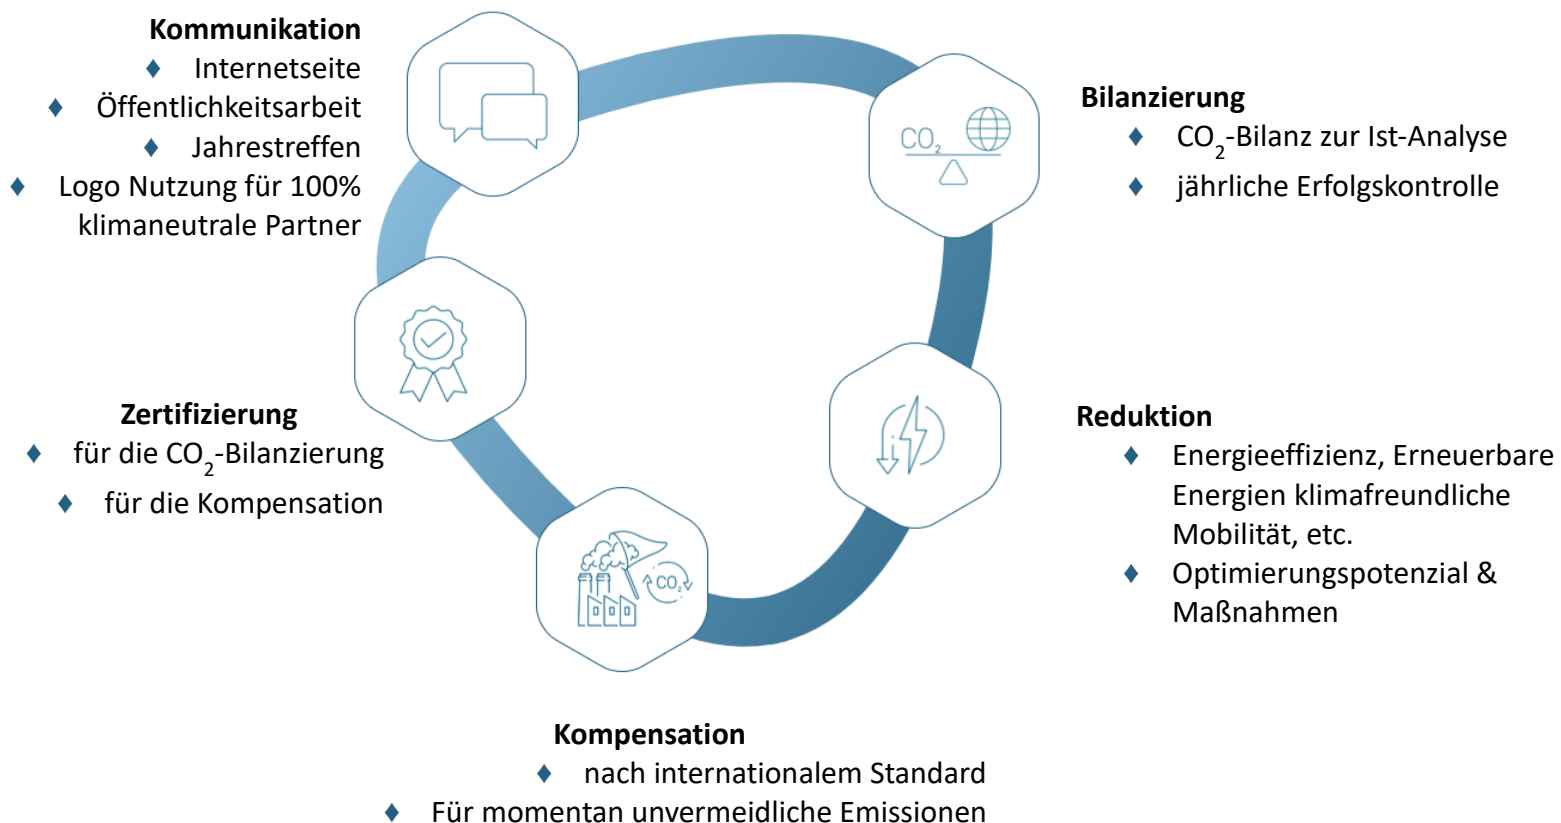 Kommunikation
♦ Internetseite
♦ Öffentlichkeitsarbeit
♦ Jahrestreffen
♦ Logo Nutzung für 100%
klimaneutrale Partner
CO₂
Bilanzierung
♦ CO₂-Bilanz zur Ist-Analyse
♦ jährliche Erfolgskontrolle
Reduktion
♦ Energieeffizienz, Erneuerbare
Energien klimafreundliche
Mobilität, etc.
♦ Optimierungspotenzial &
Maßnahmen
Zertifizierung
♦ für die CO₂-Bilanzierung
♦ für die Kompensation
CO₂
Kompensation
♦ nach internationalem Standard
♦ Für momentan unvermeidliche Emissionen